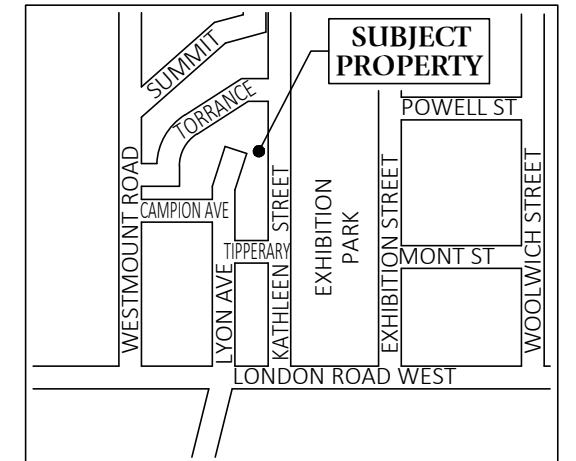 SUBJECT
PROPERTY
SUMMIT
TORRANCE
POWELL ST
WESTMOUNT ROAD
CAMPION AVE
TIPPERARY
LYON AVE
KATHLEEN STREET
EXHIBITION
PARK
EXHIBITION STREET
MONT ST
WOOLWICH STREET
LONDON ROAD WEST